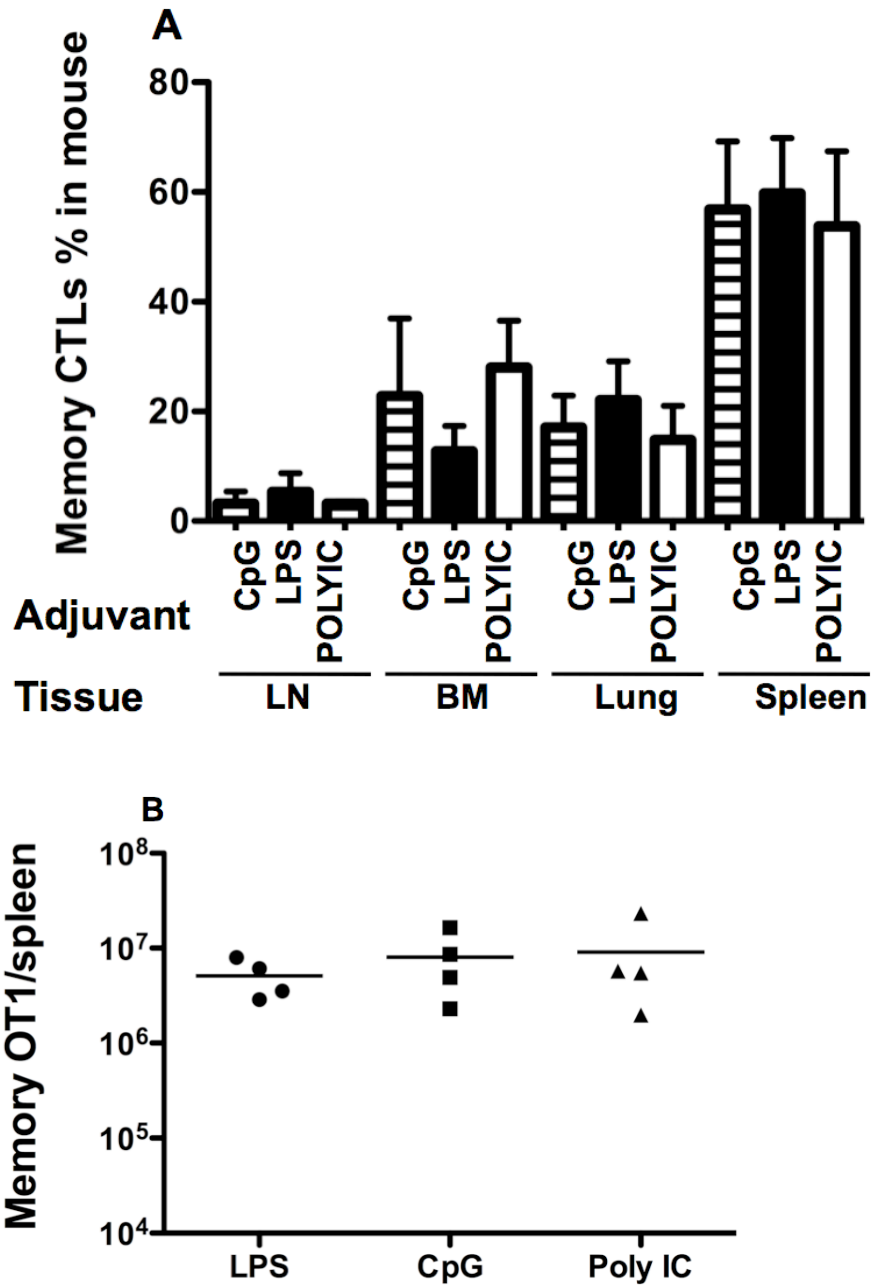 A
Memory CTLs % in mouse
80
60
40
20
0
CpG LPS POLYIC CpG LPS POLYIC CpG LPS POLYIC CpG LPS POLYIC
Adjuvant
Tissue LN BM Lung Spleen
B
Memory OT1/spleen
10⁸
10⁷
10⁶
10⁵
10⁴
LPS CpG Poly IC